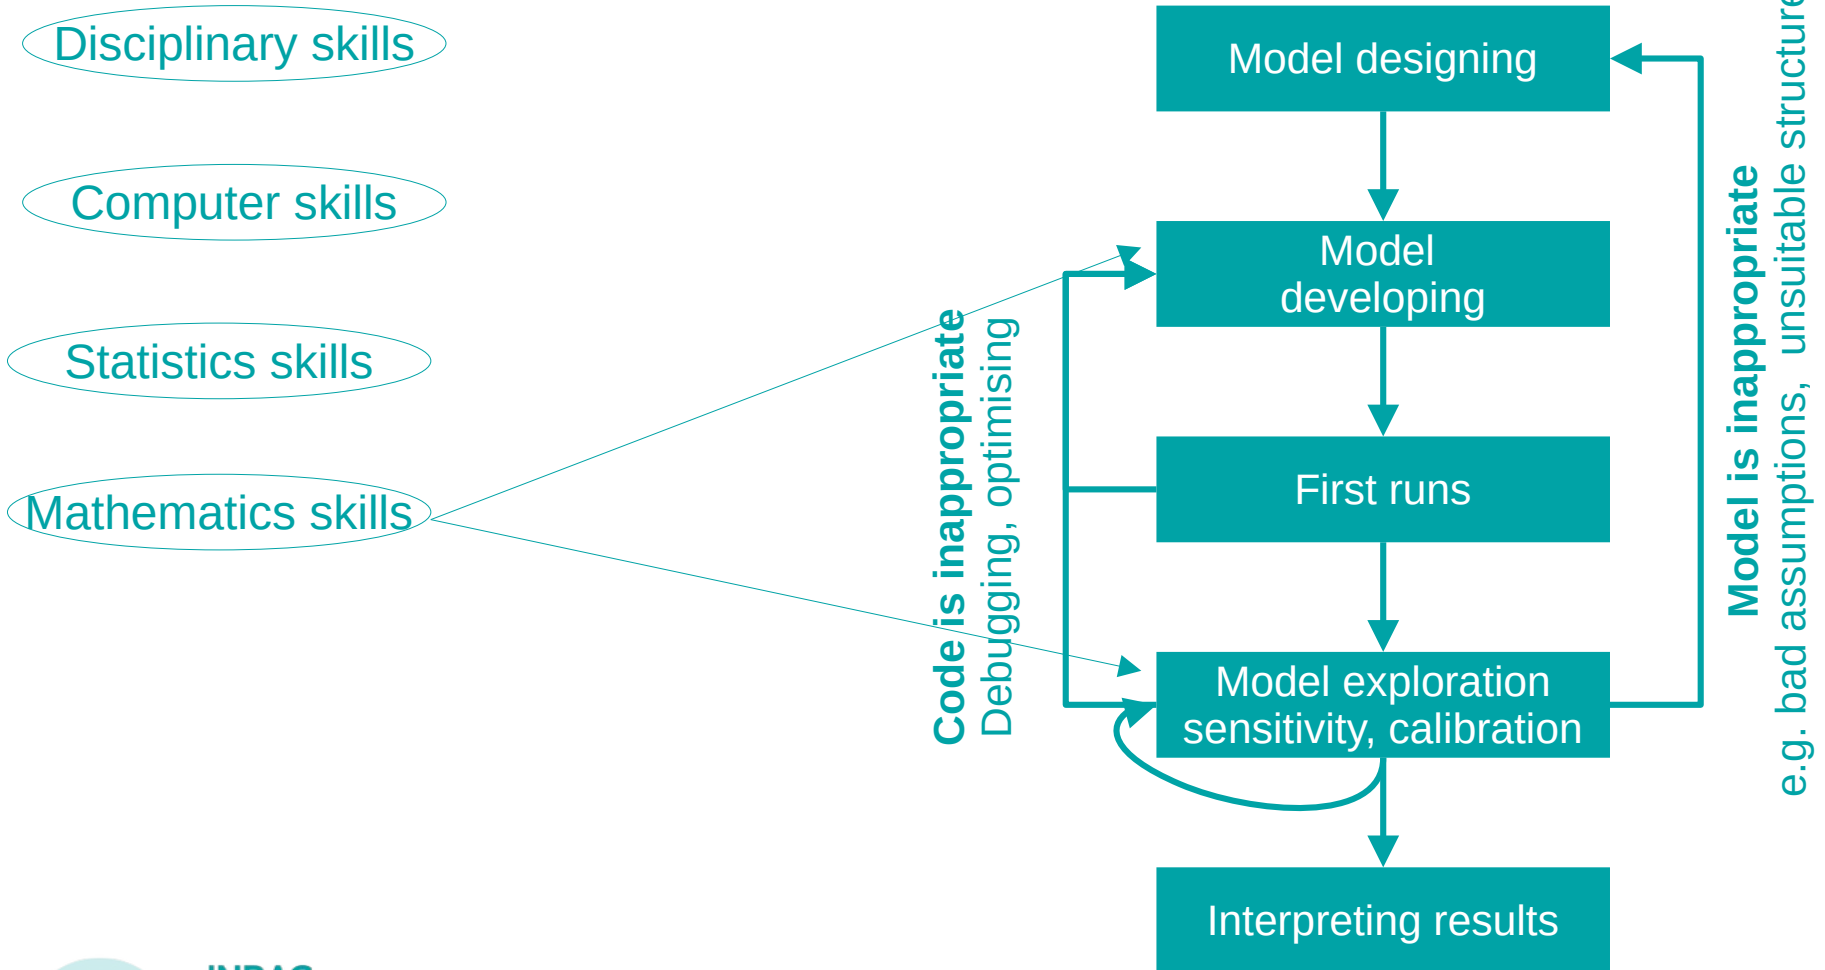 Disciplinary skills
Computer skills
Statistics skills
Mathematics skills
Code is inappropriate
Debugging, optimising
Model designing
Model
developing
First runs
Model exploration
sensitivity, calibration
Interpreting results
Model is inappropriate
e.g. bad assumptions, unsuitable structure